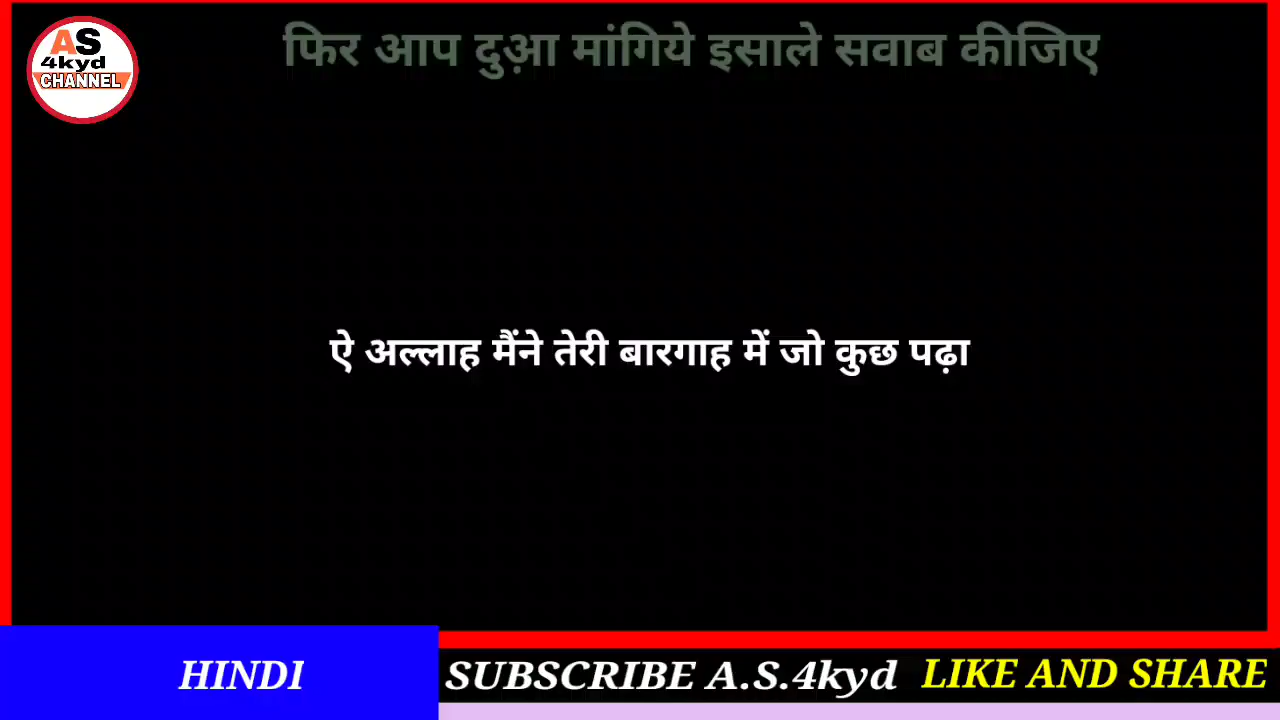 AS
4kyd
CHANNEL
फिर आप दुआ़ मांगिये इसाले सवाब कीजिए
ऐ अल्लाह मैंने तेरी बारगाह में जो कुछ पढ़ा
HINDI
SUBSCRIBE A.S.4kyd
LIKE AND SHARE